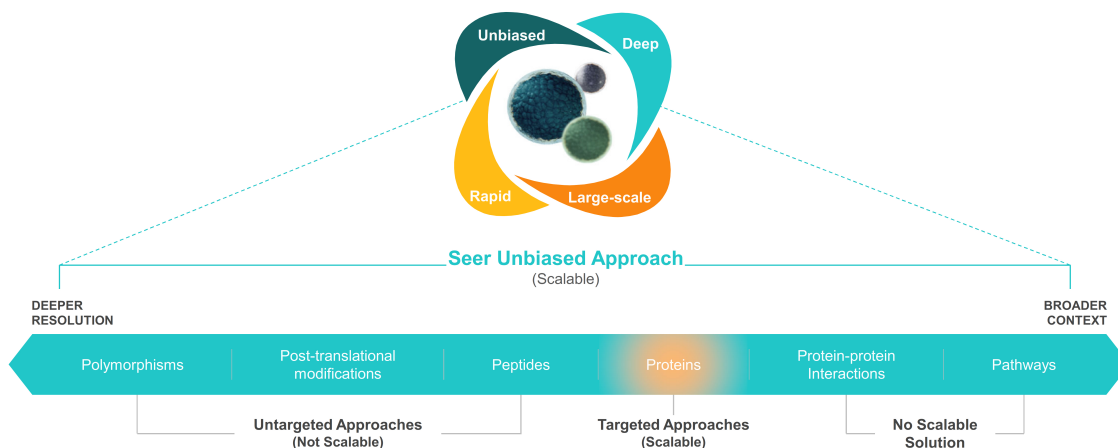 Unbiased
Deep
Rapid
Large-scale
Seer Unbiased Approach
(Scalable)
DEEPER
RESOLUTION
BROADER
CONTEXT
Polymorphisms
Post-translational
modifications
Peptides
Proteins
Protein-protein
Interactions
Pathways
Untargeted Approaches
(Not Scalable)
Targeted Approaches
(Scalable)
No Scalable
Solution